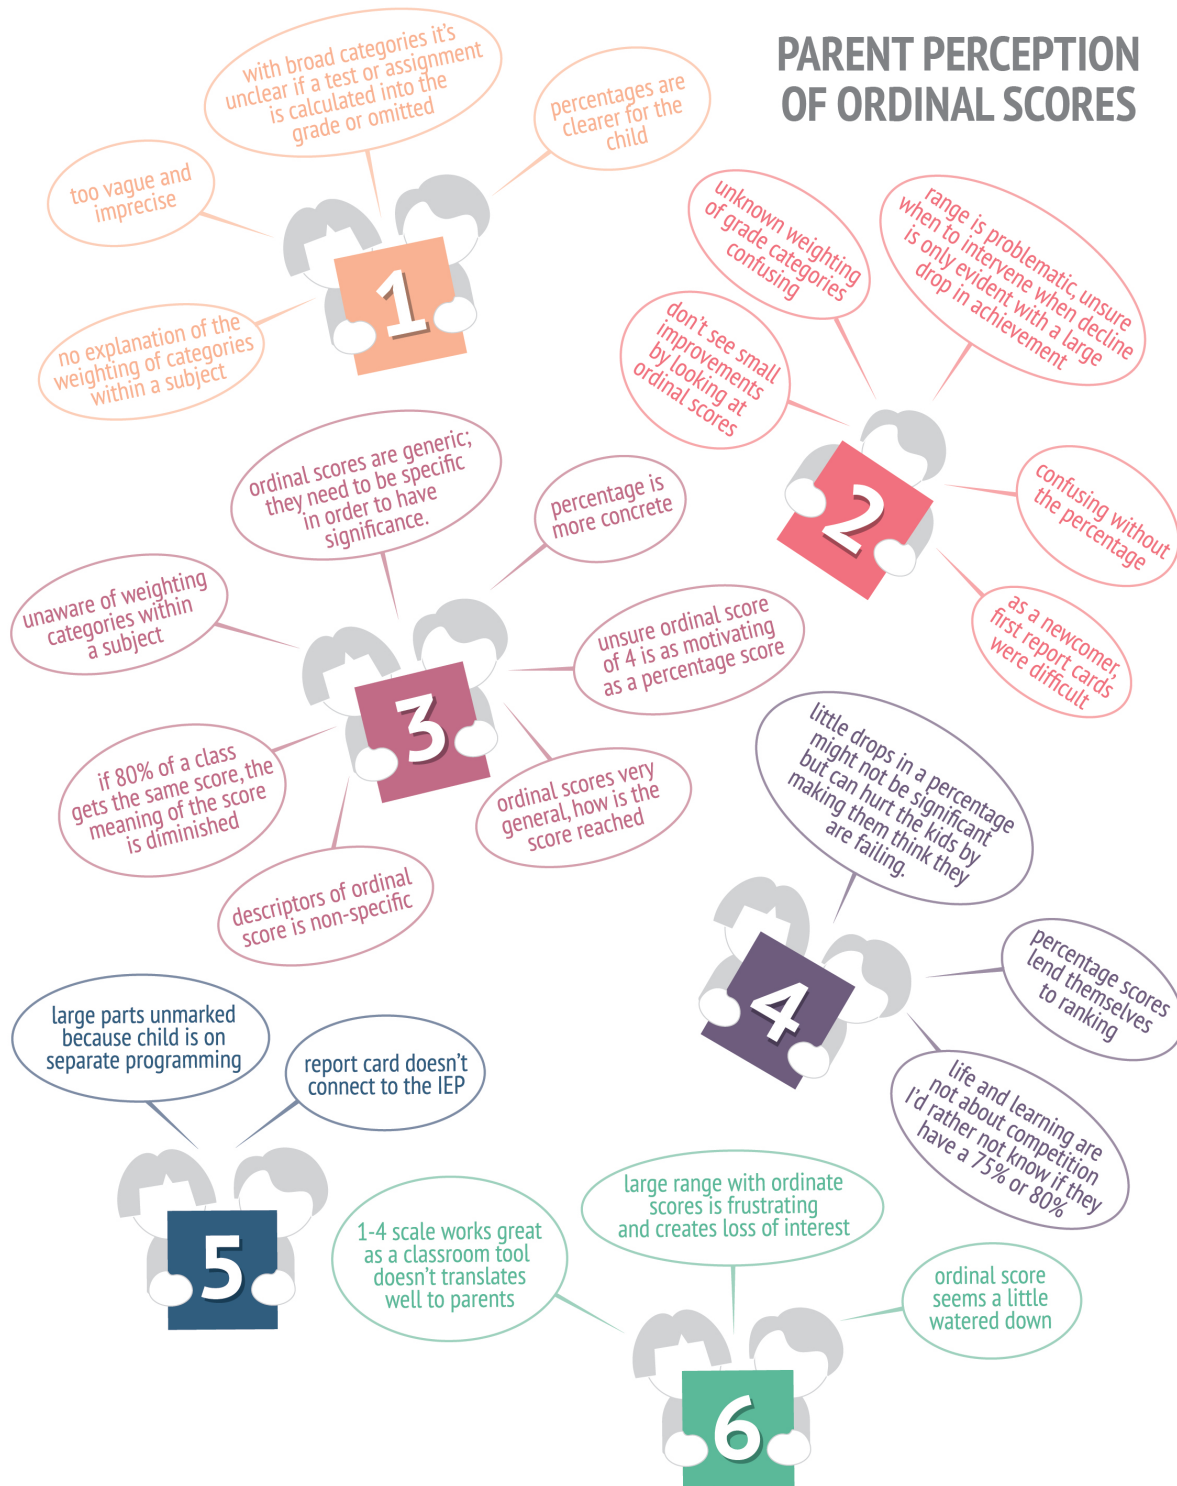 PARENT PERCEPTION
OF ORDINAL SCORES
with broad categories it's
unclear if a test or assignment
is calculated into the
grade or omitted
percentages are
clearer for the
child
too vague and
imprecise
no explanation of the
weighting of categories
within a subject
1
unknown weighting
of grade categories
confusing
range is problematic, unsure
when to intervene when decline
is only evident with a large
drop in achievement
don't see small
improvements
by looking at
ordinal scores
confusing without
the percentage
as a newcomer,
first report cards
were difficult
2
ordinal scores are generic;
they need to be specific
in order to have
significance.
percentage is
more concrete
unaware of weighting
categories within
a subject
unsure ordinal score
of 4 is as motivating
as a percentage score
if 80% of a class
gets the same score, the
meaning of the score
is diminished
ordinal scores very
general, how is the
score reached
descriptors of ordinal
score is non-specific
3
little drops in a percentage
might not be significant
but can hurt the kids by
making them think they
are failing.
percentage scores
lend themselves
to ranking
life and learning are
not about competition
I'd rather not know if they
have a 75% or 80%
4
large parts unmarked
because child is on
separate programming
report card doesn't
connect to the IEP
5
1-4 scale works great
as a classroom tool
doesn't translates
well to parents
large range with ordinate
scores is frustrating
and creates loss of interest
ordinal score
seems a little
watered down
6